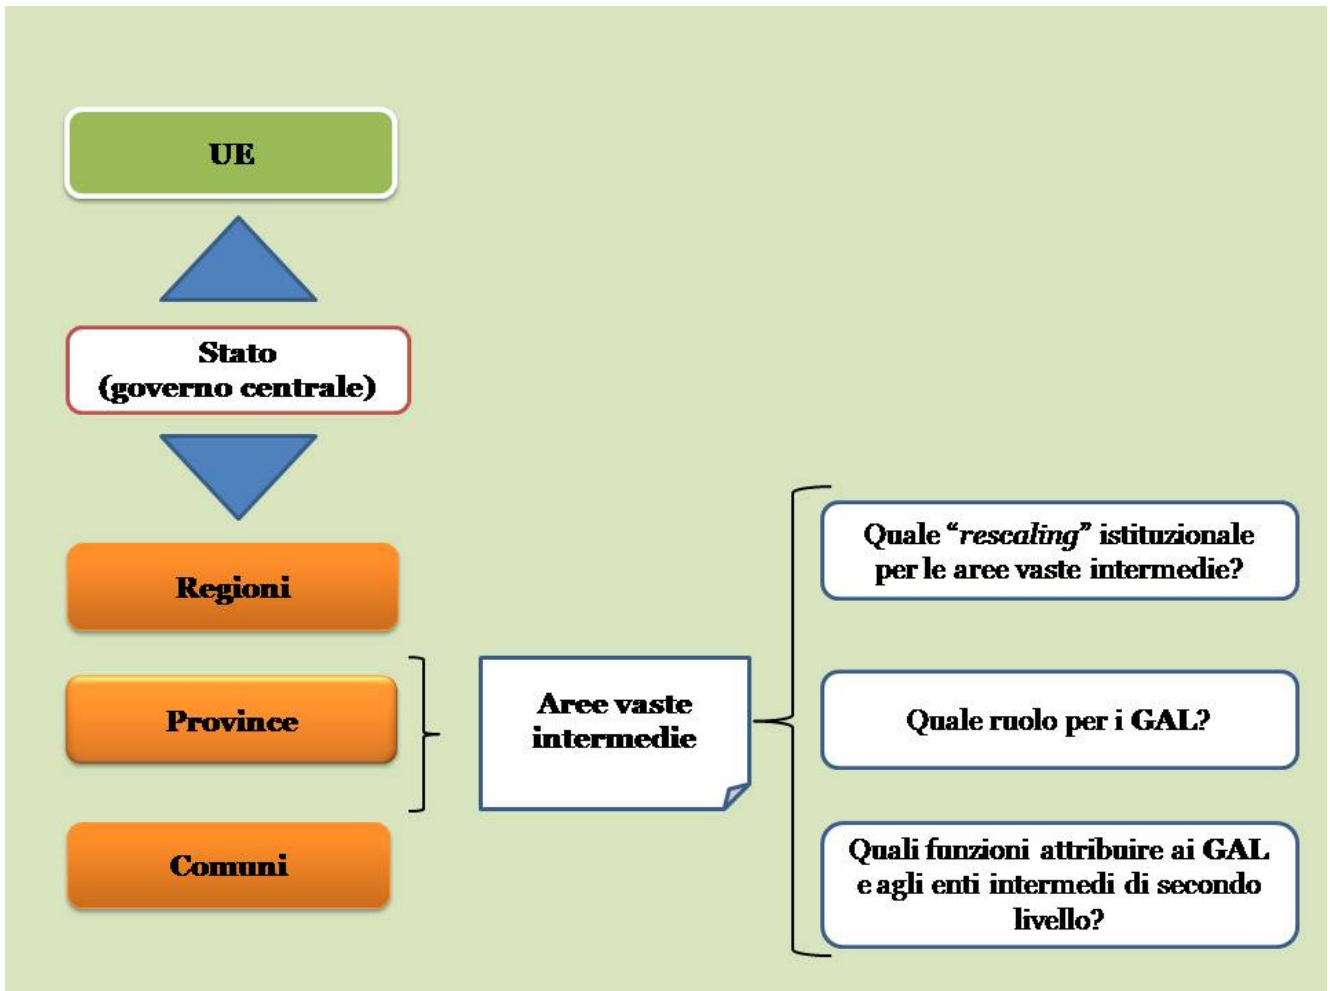 UE
Stato
(governo centrale)
Regioni
Province
Comuni
Aree vaste
intermedie
Quale “rescaling” istituzionale
per le aree vaste intermedie?
Quale ruolo per i GAL?
Quali funzioni attribuire ai GAL
e agli enti intermedi di secondo
livello?